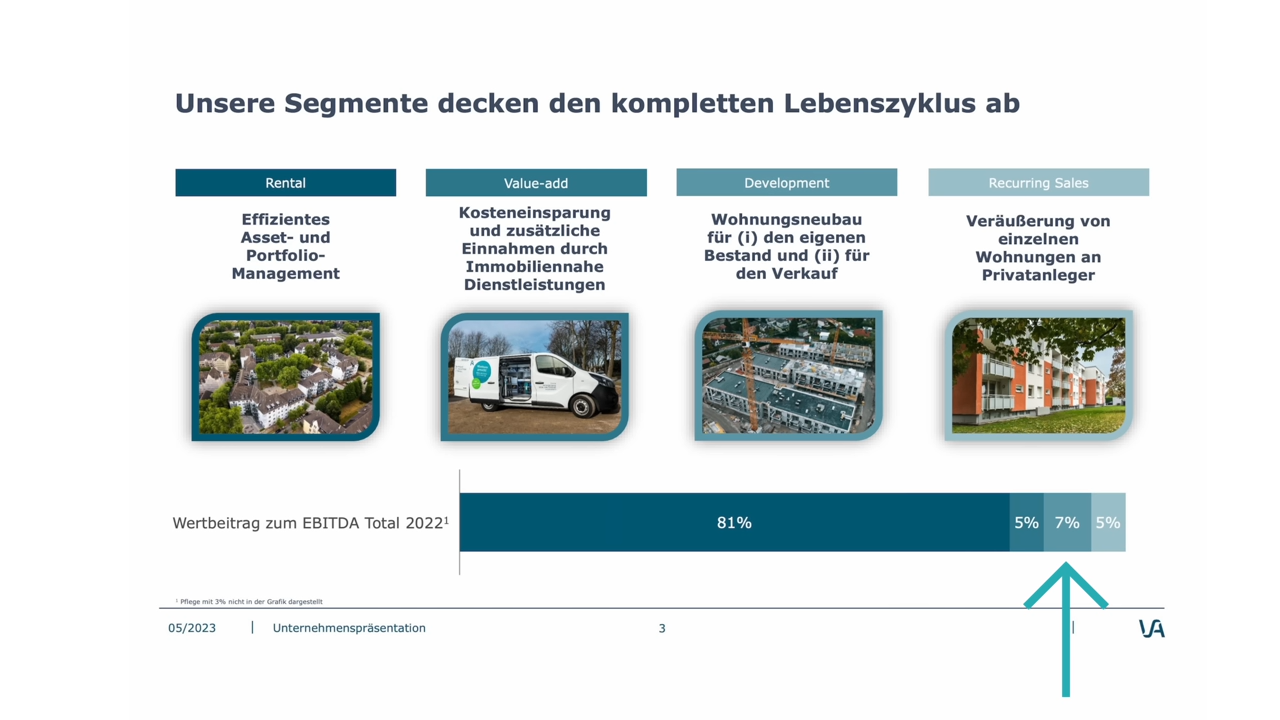 Unsere Segmente decken den kompletten Lebenszyklus ab
Rental
Effizientes
Asset- und
Portfolio-
Management
Value-add
Kosteneinsparung
und zusätzliche
Einnahmen durch
Immobiliennahe
Dienstleistungen
Development
Wohnungsneubau
für (i) den eigenen
Bestand und (ii) für
den Verkauf
Recurring Sales
Veräußerung von
einzelnen
Wohnungen an
Privatanleger
Wertbeitrag zum EBITDA Total 2022¹
81%
5%
7%
5%
¹ Pflege mit 3% nicht in der Grafik dargestellt
05/2023 | Unternehmenspräsentation
3
|
VA